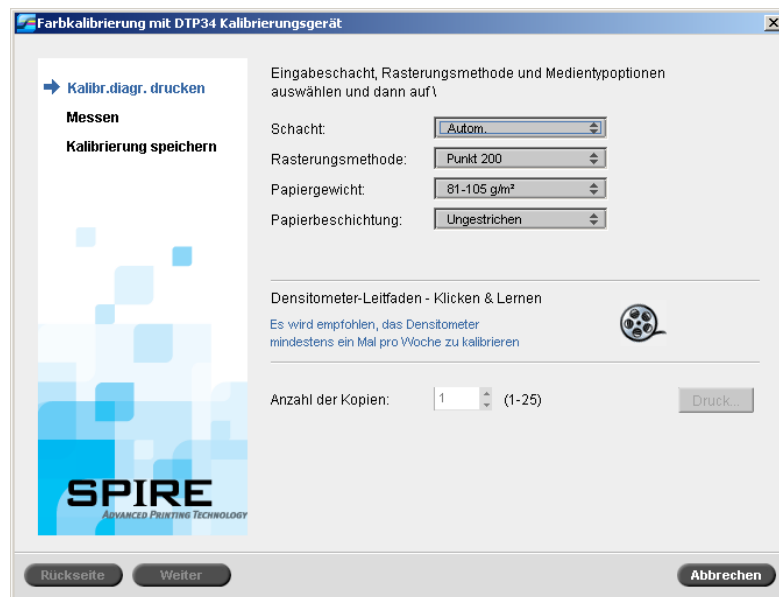 Farbkalibrierung mit DTP34 Kalibrierungsgerät
Kalibr.diagr. drucken
Messen
Kalibrierung speichern
Eingabeschacht, Rasterungsmethode und Medientypoptionen
auswählen und dann auf \
Schacht: Autom.
Rasterungsmethode: Punkt 200
Papiergewicht: 81-105 g/m²
Papierbeschichtung: Ungestrichen
Densitometer-Leitfaden - Klicken & Lernen
Es wird empfohlen, das Densitometer
mindestens ein Mal pro Woche zu kalibrieren
Anzahl der Kopien: 1 (1-25) Druck...
SPIRE
ADVANCED PRINTING TECHNOLOGY
Rückseite Weiter Abbrechen